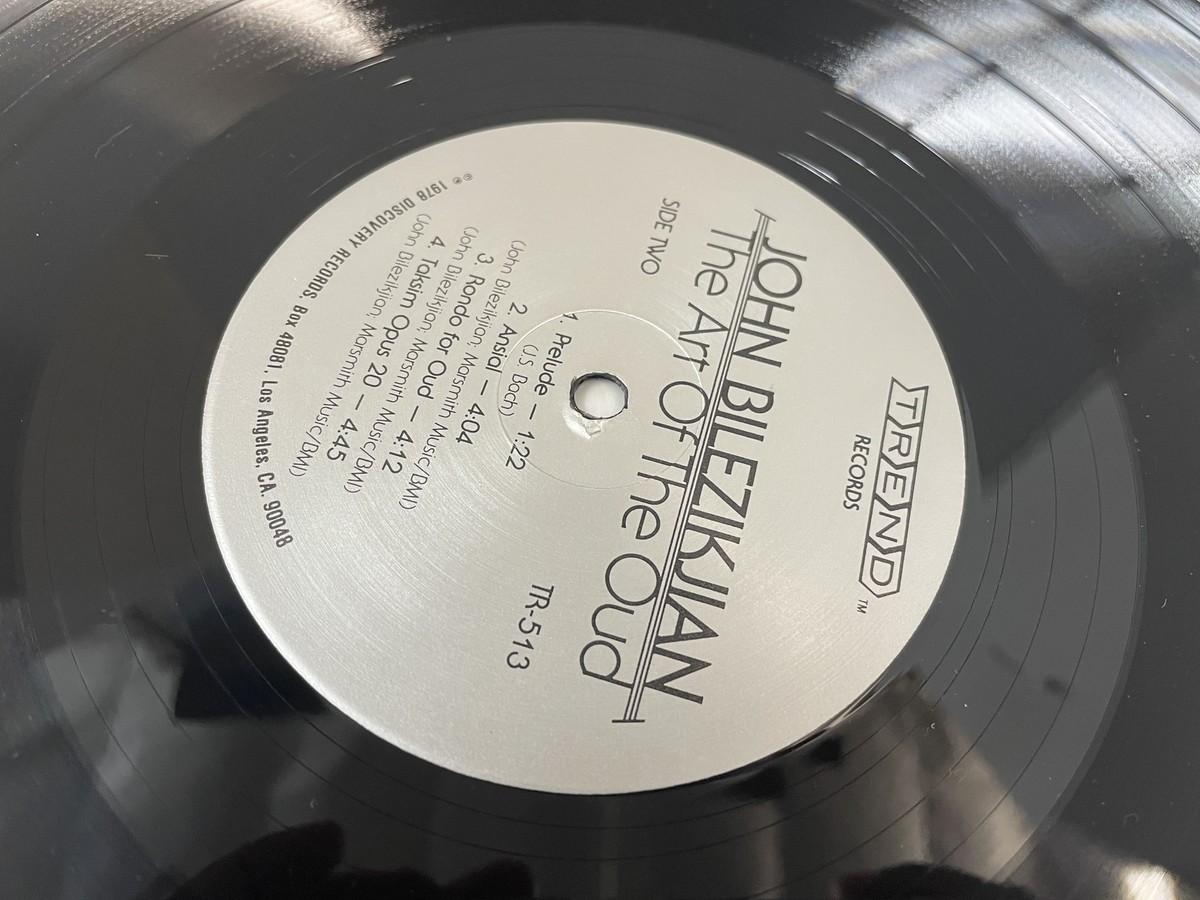 TRENDTM
RECORDS
JOHN BILEZIKJIAN
The Art Of The Oud
SIDE TWO
TR-513
1. Prelude — 1:22
(J.S. Bach)
2. Ansial — 4:04
(John Bilezikjian, Marsmith Music/BMI)
3. Rondo for Oud — 4:12
(John Bilezikjian, Marsmith Music/BMI)
4. Taksim Opus 20 — 4:45
(John Bilezikjian, Marsmith Music/BMI)
©℗ 1978 DISCOVERY RECORDS, Box 48081, Los Angeles, CA. 90048